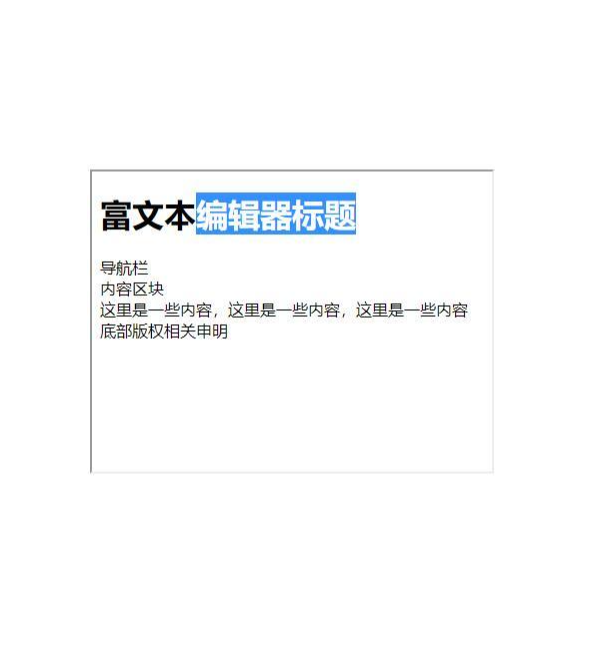 富文本编辑器标题
导航栏
内容区块
这里是一些内容，这里是一些内容，这里是一些内容
底部版权相关申明